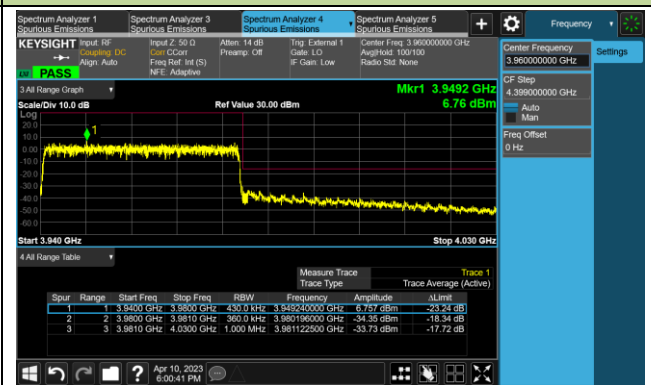 Spectrum Analyzer 1 Spectrum Analyzer 3 Spectrum Analyzer 4 Spectrum Analyzer 5
Spurious Emissions Spurious Emissions Spurious Emissions Spurious Emissions
Frequency
KEYSIGHT Input: RF Input Z: 50 Ω Atten: 14 dB Trig: External 1 Center Freq: 3.960000000 GHz
Coupling: DC Corr CCorr Preamp: Off Gate: LO Avg|Hold: 100/100
Align: Auto Freq Ref: Int (S) IF Gain: Low Radio Std: None
NFE: Adaptive
PASS
Center Frequency
3.960000000 GHz
Settings
CF Step
4.399000000 GHz
Auto
Man
Freq Offset
0 Hz
3 All Range Graph
Mkr1 3.9492 GHz
Scale/Div 10.0 dB Ref Value 30.00 dBm 6.76 dBm
Log
20.0
10.0
0.00
-10.0
-20.0
-30.0
-40.0
-50.0
-60.0
1
Start 3.940 GHz Stop 4.030 GHz
4 All Range Table
Measure Trace Trace 1
Trace Type Trace Average (Active)
Spur Range Start Freq Stop Freq RBW Frequency Amplitude ΔLimit
1 1 3.9400 GHz 3.9800 GHz 430.0 kHz 3.949240000 GHz 6.757 dBm -23.24 dB
2 2 3.9800 GHz 3.9810 GHz 360.0 kHz 3.980196000 GHz -34.35 dBm -18.34 dB
3 3 3.9810 GHz 4.0300 GHz 1.000 MHz 3.981122500 GHz -33.73 dBm -17.72 dB
Apr 10, 2023
6:00:41 PM